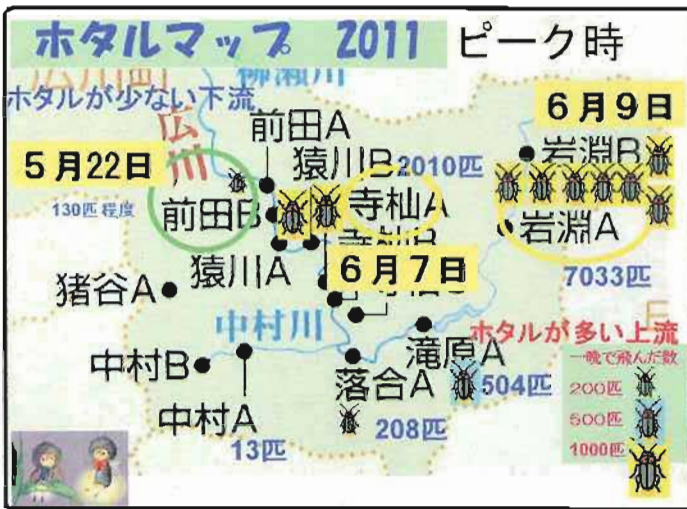 ホタルマップ 2011 ピーク時
柳瀬川
ホタルが少ない下流
広川
6月9日
前田A
5月22日
猿川B
2010匹
岩淵B
130匹程度
前田B
寺杣A
岩淵A
猿川A
6月7日
7033匹
猪谷A
中村川
ホタルが多い上流
滝原A
一晩で飛んだ数
中村B
落合A
504匹
200匹
中村A
208匹
500匹
13匹
1000匹